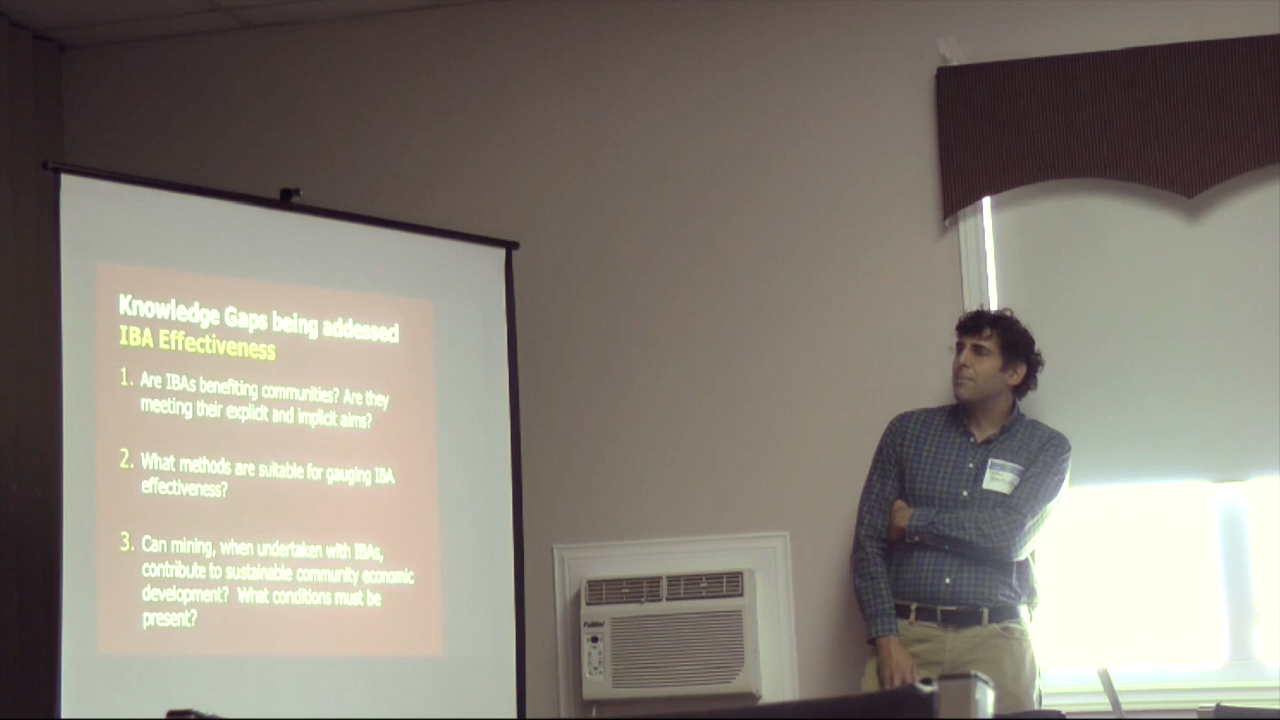 Knowledge Gaps being addessed
IBA Effectiveness
1. Are IBAs benefiting communities? Are they
meeting their explicit and implicit aims?
2. What methods are suitable for gauging IBA
effectiveness?
3. Can mining, when undertaken with IBAs,
contribute to sustainable community economic
development? What conditions must be
present?